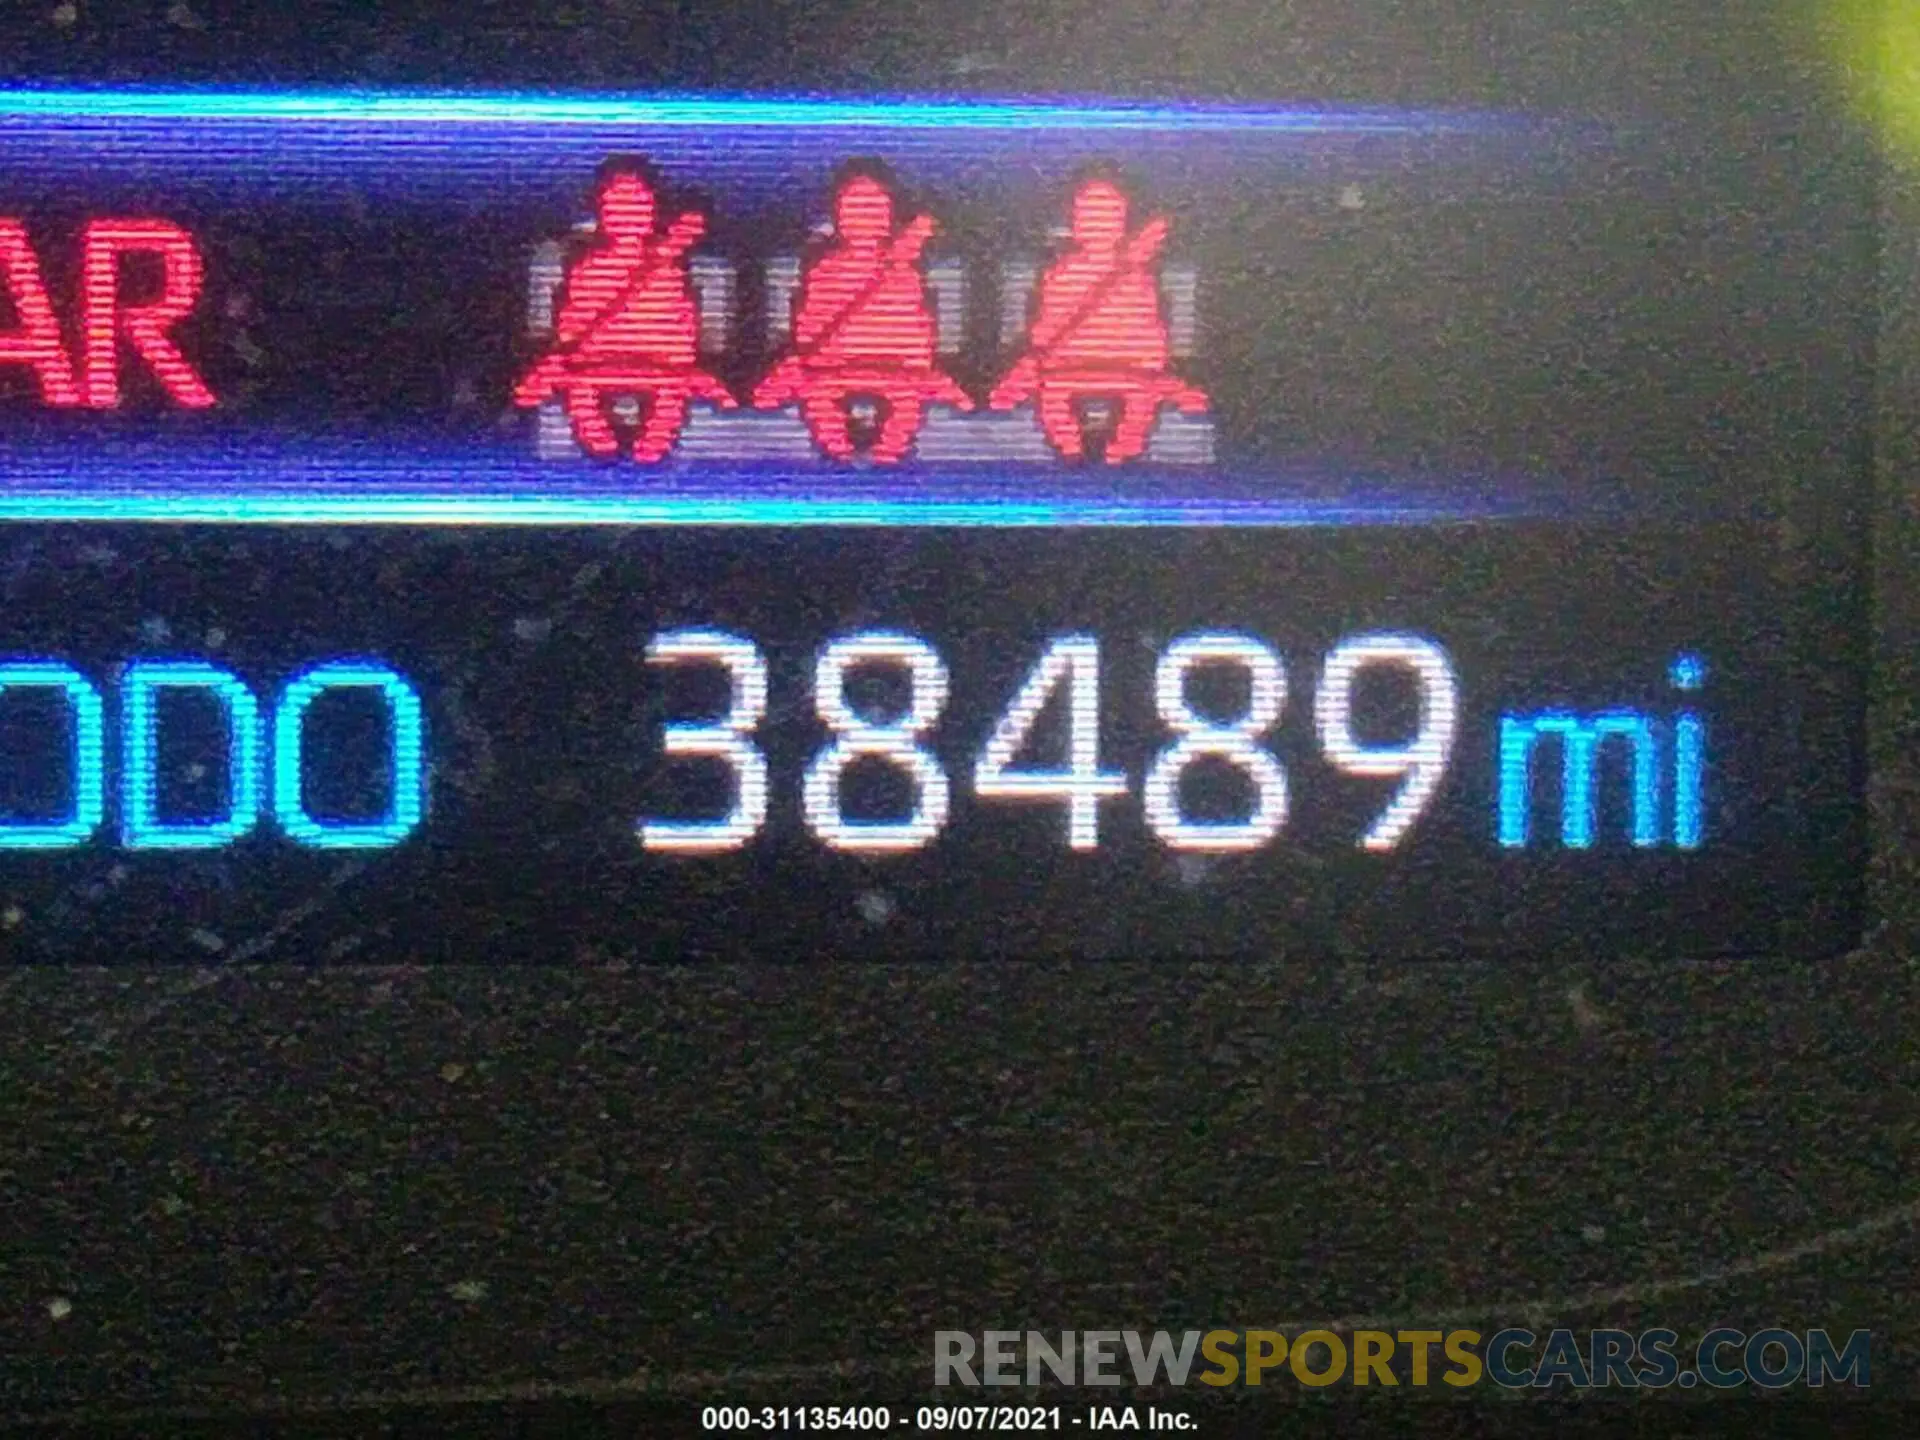 AR
ODO 38489 mi
RENEWSPORTSCARS.COM
000-31135400 - 09/07/2021 - IAA Inc.